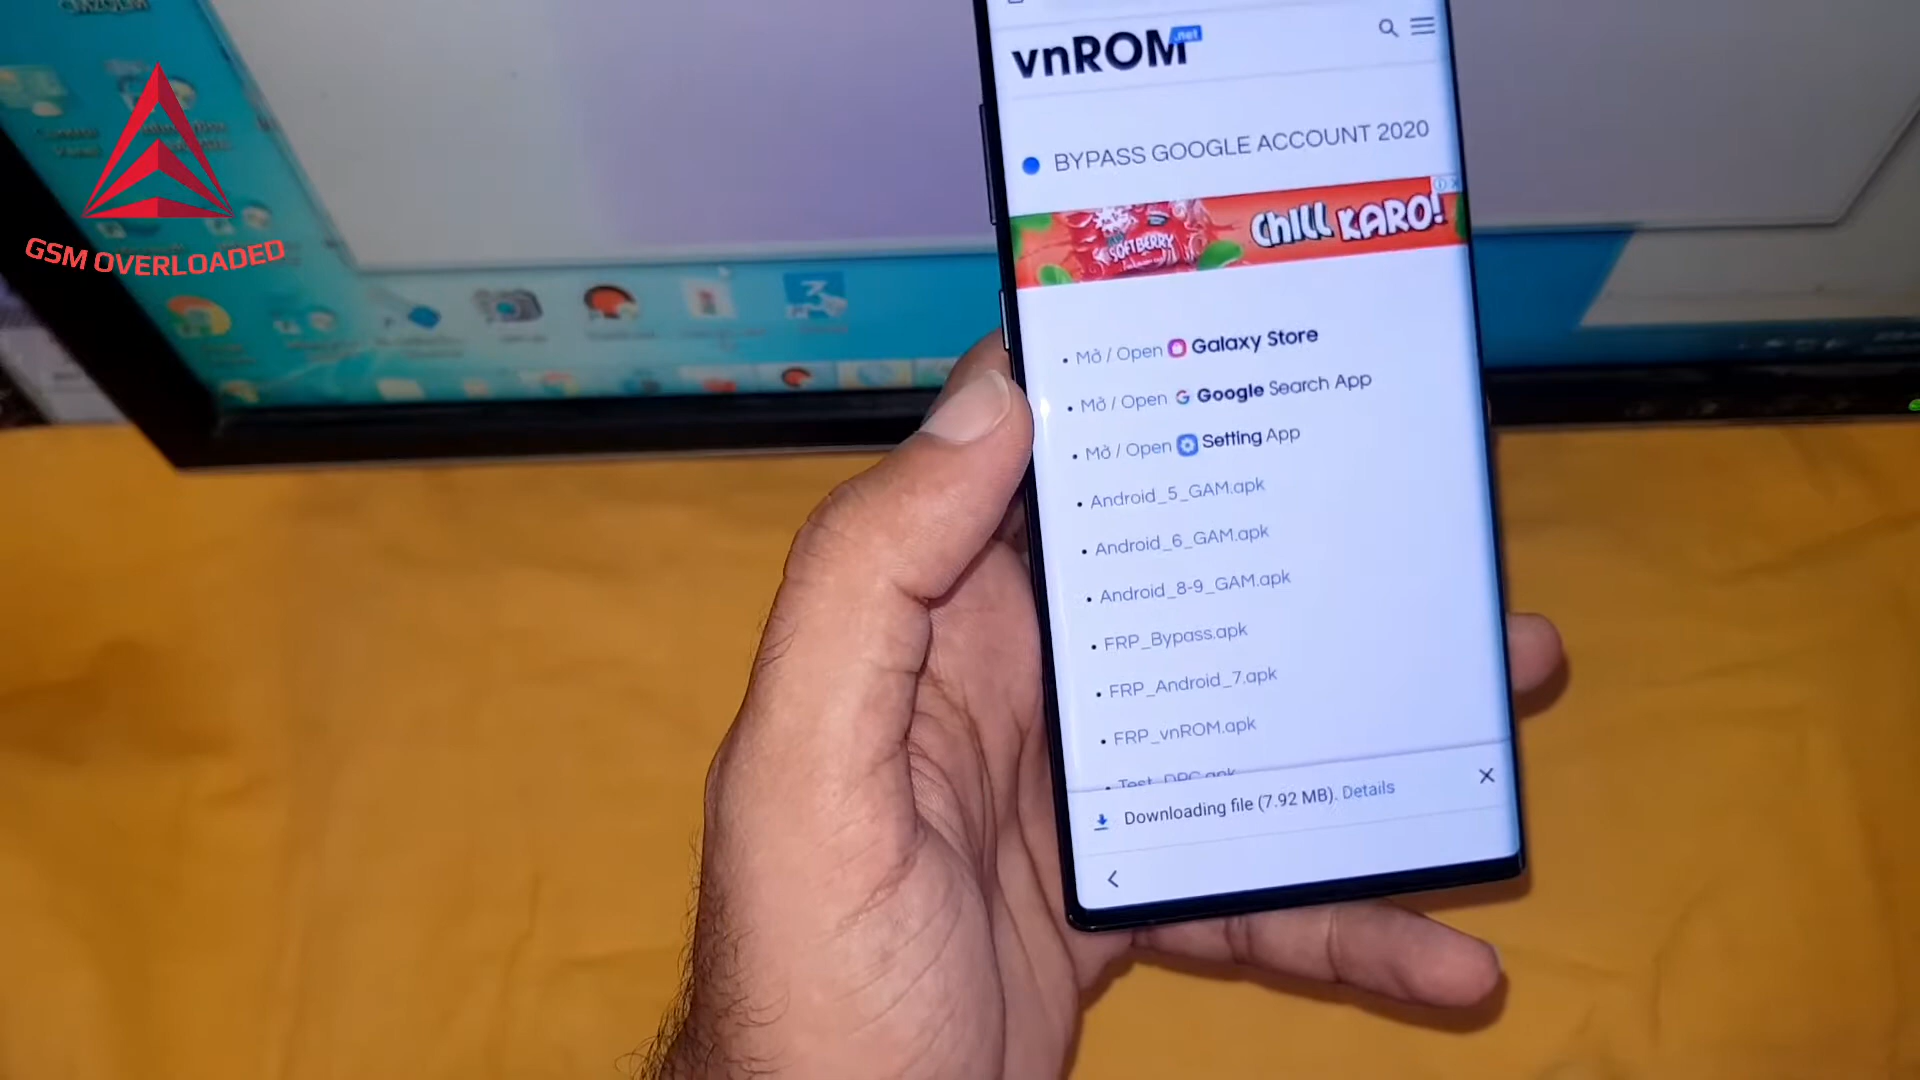 GSM OVERLOADED
vnROM
.net
BYPASS GOOGLE ACCOUNT 2020
SOFTBERRY
CHILL KARO!
Mở / Open Galaxy Store
Mở / Open G Google Search App
Mở / Open Setting App
Android_5_GAM.apk
Android_6_GAM.apk
Android_8-9_GAM.apk
FRP_Bypass.apk
FRP_Android_7.apk
FRP_vnROM.apk
Test_DPC.apk
Downloading file (7.92 MB). Details